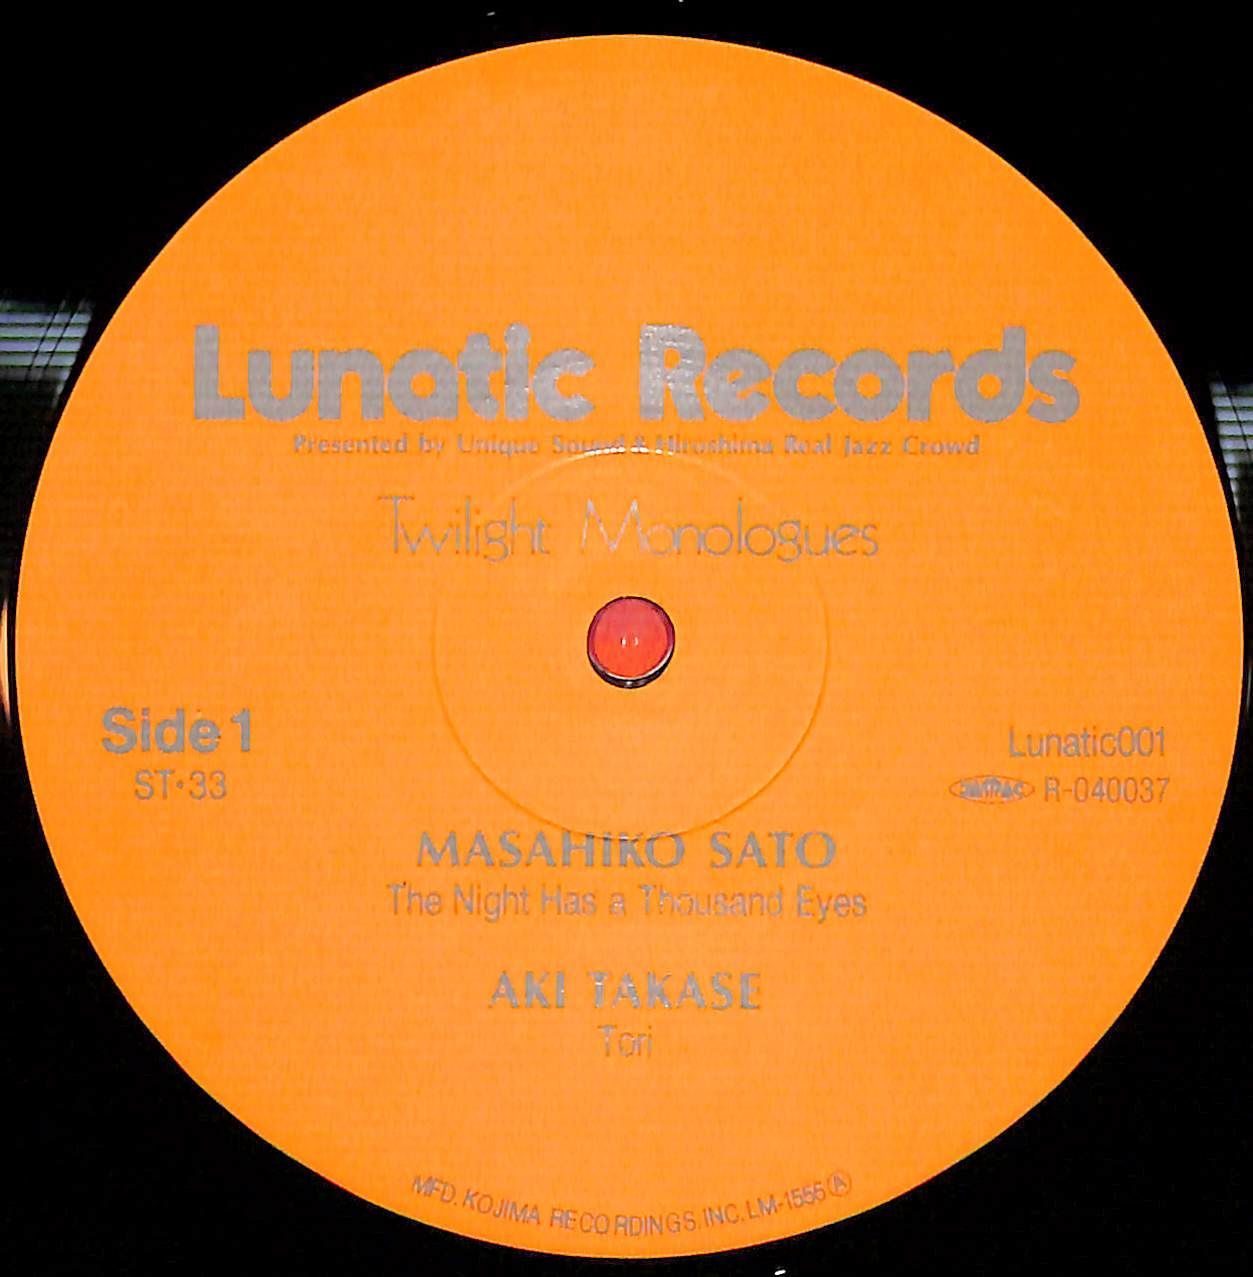 Lunatic Records
Presented by Unique Sound & Hiroshima Real Jazz Crowd
Twilight Monologues
Side 1
ST•33
Lunatic001
R-040037
MASAHIKO SATO
The Night Has a Thousand Eyes
AKI TAKASE
Tori
MFD. KOJIMA RECORDINGS. INC. LM-1555 Ⓐ